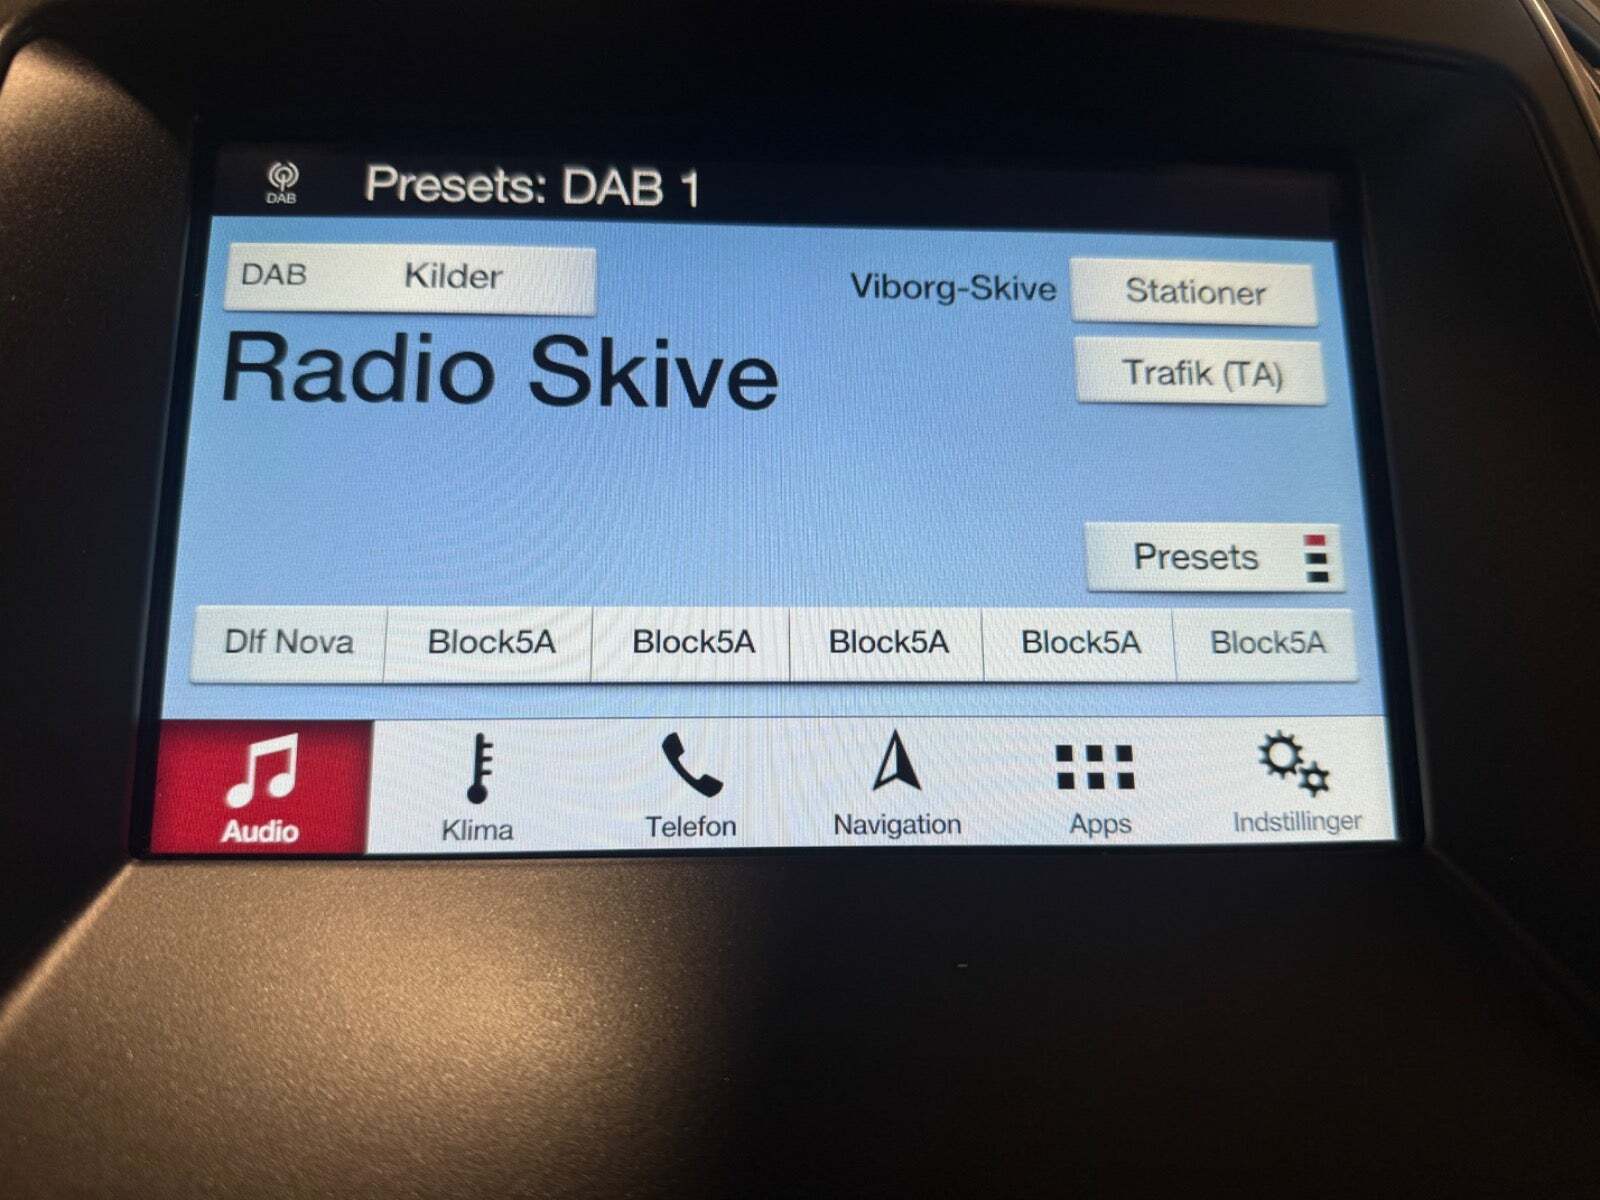 DAB
Presets: DAB 1
DAB Kilder
Viborg-Skive Stationer
Radio Skive
Trafik (TA)
Presets
Dlf Nova Block5A Block5A Block5A Block5A Block5A
Audio Klima Telefon Navigation Apps Indstillinger